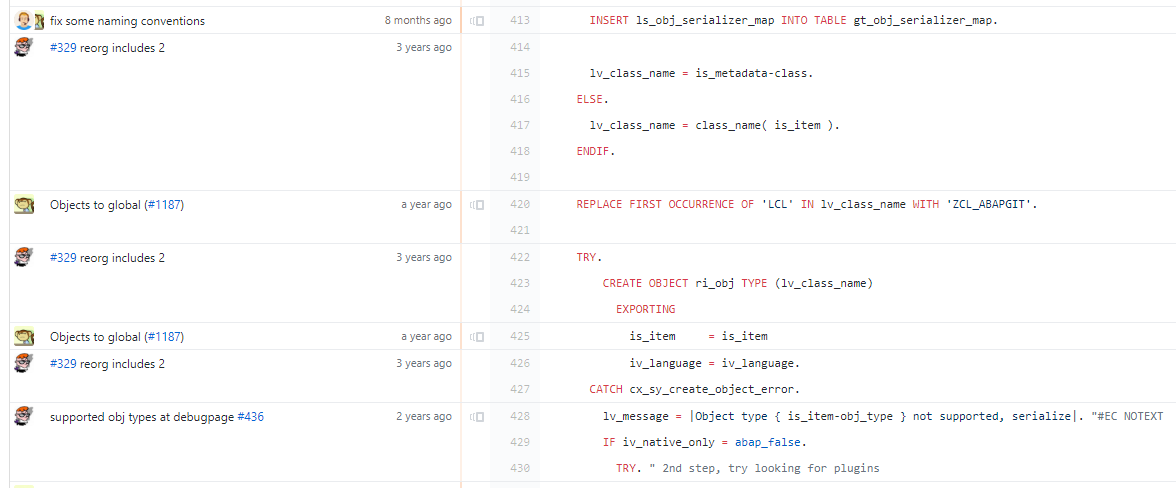 fix some naming conventions 8 months ago 413 INSERT ls_obj_serializer_map INTO TABLE gt_obj_serializer_map.
#329 reorg includes 2 3 years ago 414
415 lv_class_name = is_metadata-class.
416 ELSE.
417 lv_class_name = class_name( is_item ).
418 ENDIF.
419
Objects to global (#1187) a year ago 420 REPLACE FIRST OCCURRENCE OF 'LCL' IN lv_class_name WITH 'ZCL_ABAPGIT'.
421
#329 reorg includes 2 3 years ago 422 TRY.
423 CREATE OBJECT ri_obj TYPE (lv_class_name)
424 EXPORTING
Objects to global (#1187) a year ago 425 is_item = is_item
#329 reorg includes 2 3 years ago 426 iv_language = iv_language.
427 CATCH cx_sy_create_object_error.
supported obj types at debugpage #436 2 years ago 428 lv_message = |Object type { is_item-obj_type } not supported, serialize|. "#EC NOTEXT
429 IF iv_native_only = abap_false.
430 TRY. " 2nd step, try looking for plugins